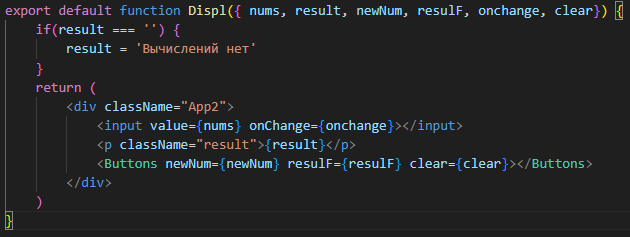 export default function Displ({ nums, result, newNum, resulF, onchange, clear}) {
if(result === '') {
result = 'Вычислений нет'
}
return (
<div className="App2">
<input value={nums} onChange={onchange}></input>
<p className="result">{result}</p>
<Buttons newNum={newNum} resulF={resulF} clear={clear}></Buttons>
</div>
)
}